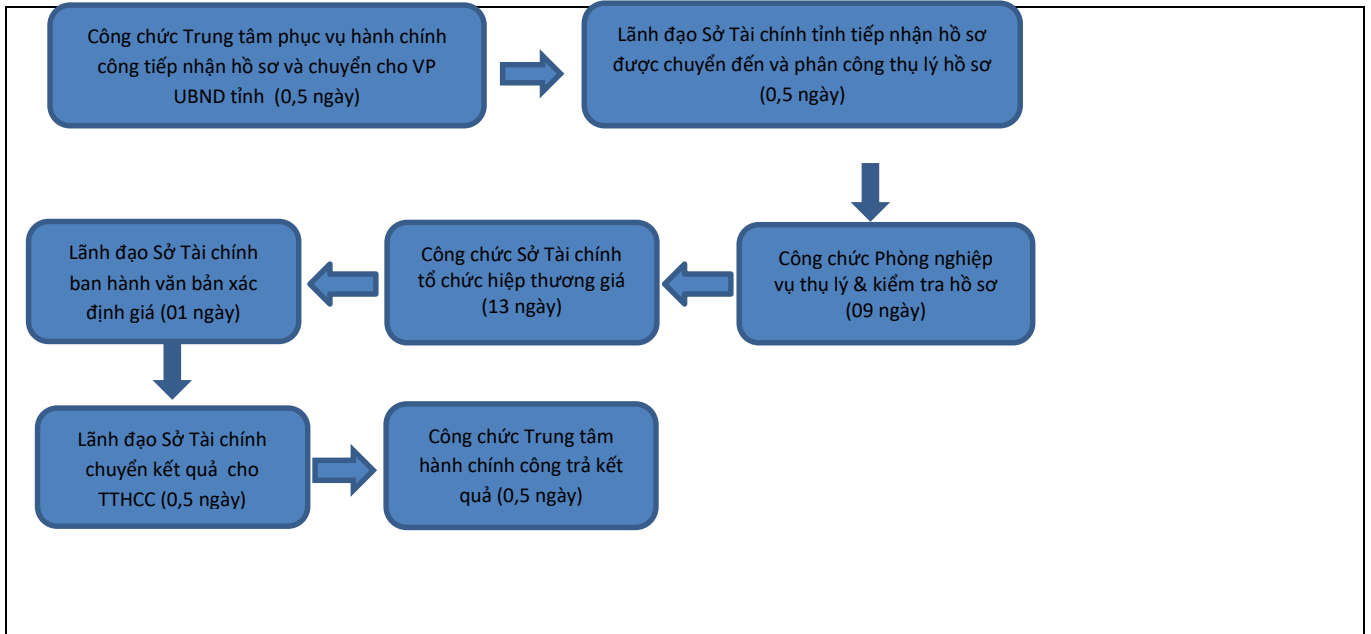 Công chức Trung tâm phục vụ hành chính
công tiếp nhận hồ sơ và chuyển cho VP
UBND tỉnh (0,5 ngày)
Lãnh đạo Sở Tài chính tỉnh tiếp nhận hồ sơ
được chuyển đến và phân công thụ lý hồ sơ
(0,5 ngày)
Công chức Phòng nghiệp
vụ thụ lý & kiểm tra hồ sơ
(09 ngày)
Công chức Sở Tài chính
tổ chức hiệp thương giá
(13 ngày)
Lãnh đạo Sở Tài chính
ban hành văn bản xác
định giá (01 ngày)
Lãnh đạo Sở Tài chính
chuyển kết quả cho
TTHCC (0,5 ngày)
Công chức Trung tâm
hành chính công trả kết
quả (0,5 ngày)